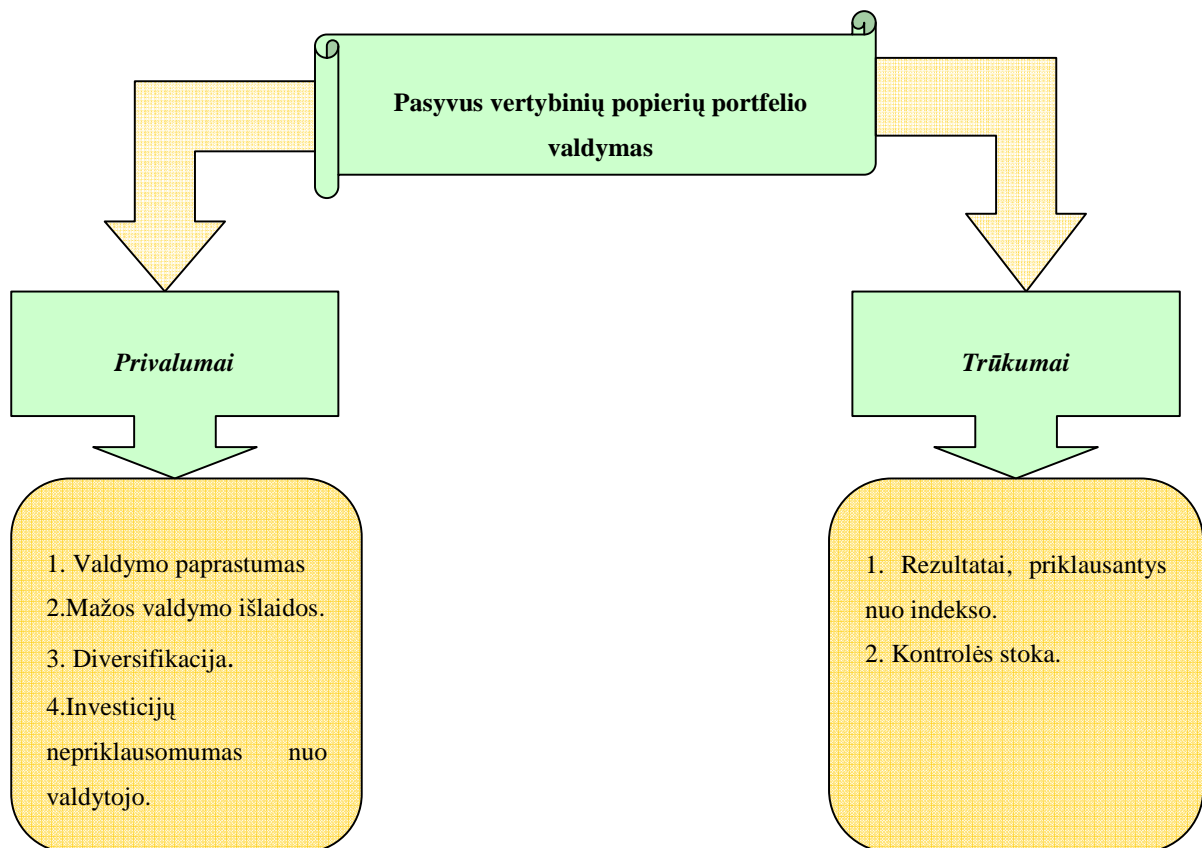 Pasyvus vertybinių popierių portfelio
valdymas
Privalumai
Trūkumai
1. Valdymo paprastumas
2.Mažos valdymo išlaidos.
3. Diversifikacija.
4.Investicijų
nepriklausomumas nuo
valdytojo.
1. Rezultatai, priklausantys
nuo indekso.
2. Kontrolės stoka.